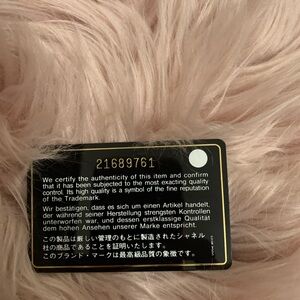 21689761
We certify the authenticity of this item and confirm
that it has been subjected to the most exacting quality
control. Its high quality is a symbol of the fine reputation
of the Trademark.
Wir bestätigen, dass es sich um einen Artikel handelt,
der während seiner Herstellung strengsten Kontrollen
unterworfen war, und dessen erstklassige Qualität
dem hohen Ansehen unserer Marke entspricht.
この製品は厳しい管理のもとに製造されたシャネル
社の商品であることを証明いたします。
このブランド・マークは最高級品質の象徴です。